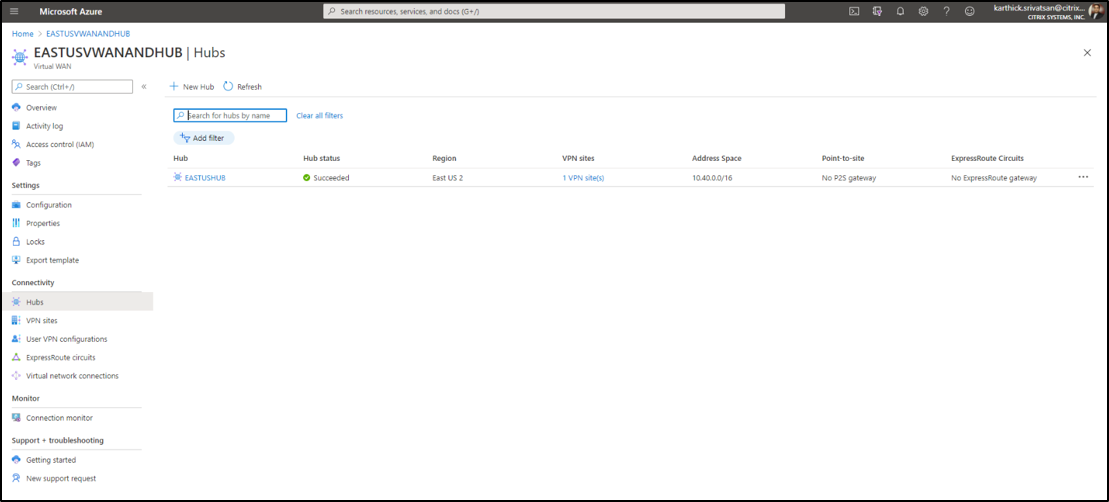 Microsoft Azure
Search resources, services, and docs (G+/)
karthick.srivatsan@citrix...
CITRIX SYSTEMS, INC.
Home > EASTUSVWANANDHUB
EASTUSVWANANDHUB | Hubs
Virtual WAN
Search (Ctrl+/)
Overview
Activity log
Access control (IAM)
Tags
Settings
Configuration
Properties
Locks
Export template
Connectivity
Hubs
VPN sites
User VPN configurations
ExpressRoute circuits
Virtual network connections
Monitor
Connection monitor
Support + troubleshooting
Getting started
New support request
New Hub Refresh
Search for hubs by name Clear all filters
Add filter
Hub Hub status Region VPN sites Address Space Point-to-site ExpressRoute Circuits
EASTUSHUB Succeeded East US 2 1 VPN site(s) 10.40.0.0/16 No P2S gateway No ExpressRoute gateway